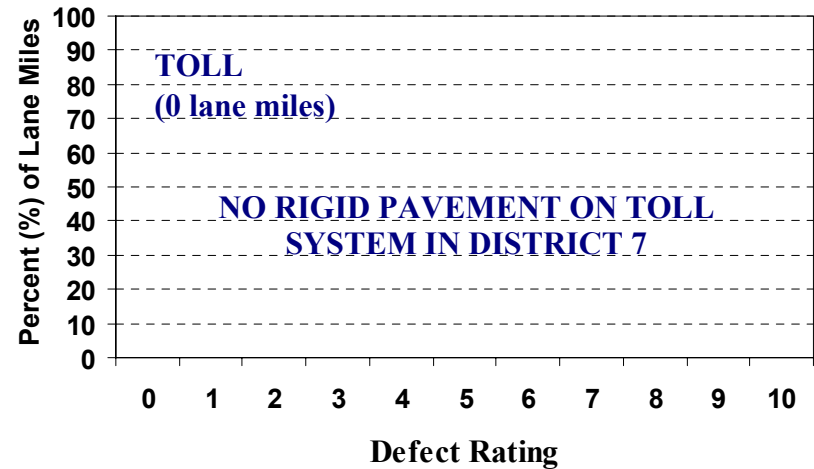 Percent (%) of Lane Miles
100
90
80
70
60
50
40
30
20
10
0
TOLL
(0 lane miles)
NO RIGID PAVEMENT ON TOLL
SYSTEM IN DISTRICT 7
0 1 2 3 4 5 6 7 8 9 10
Defect Rating